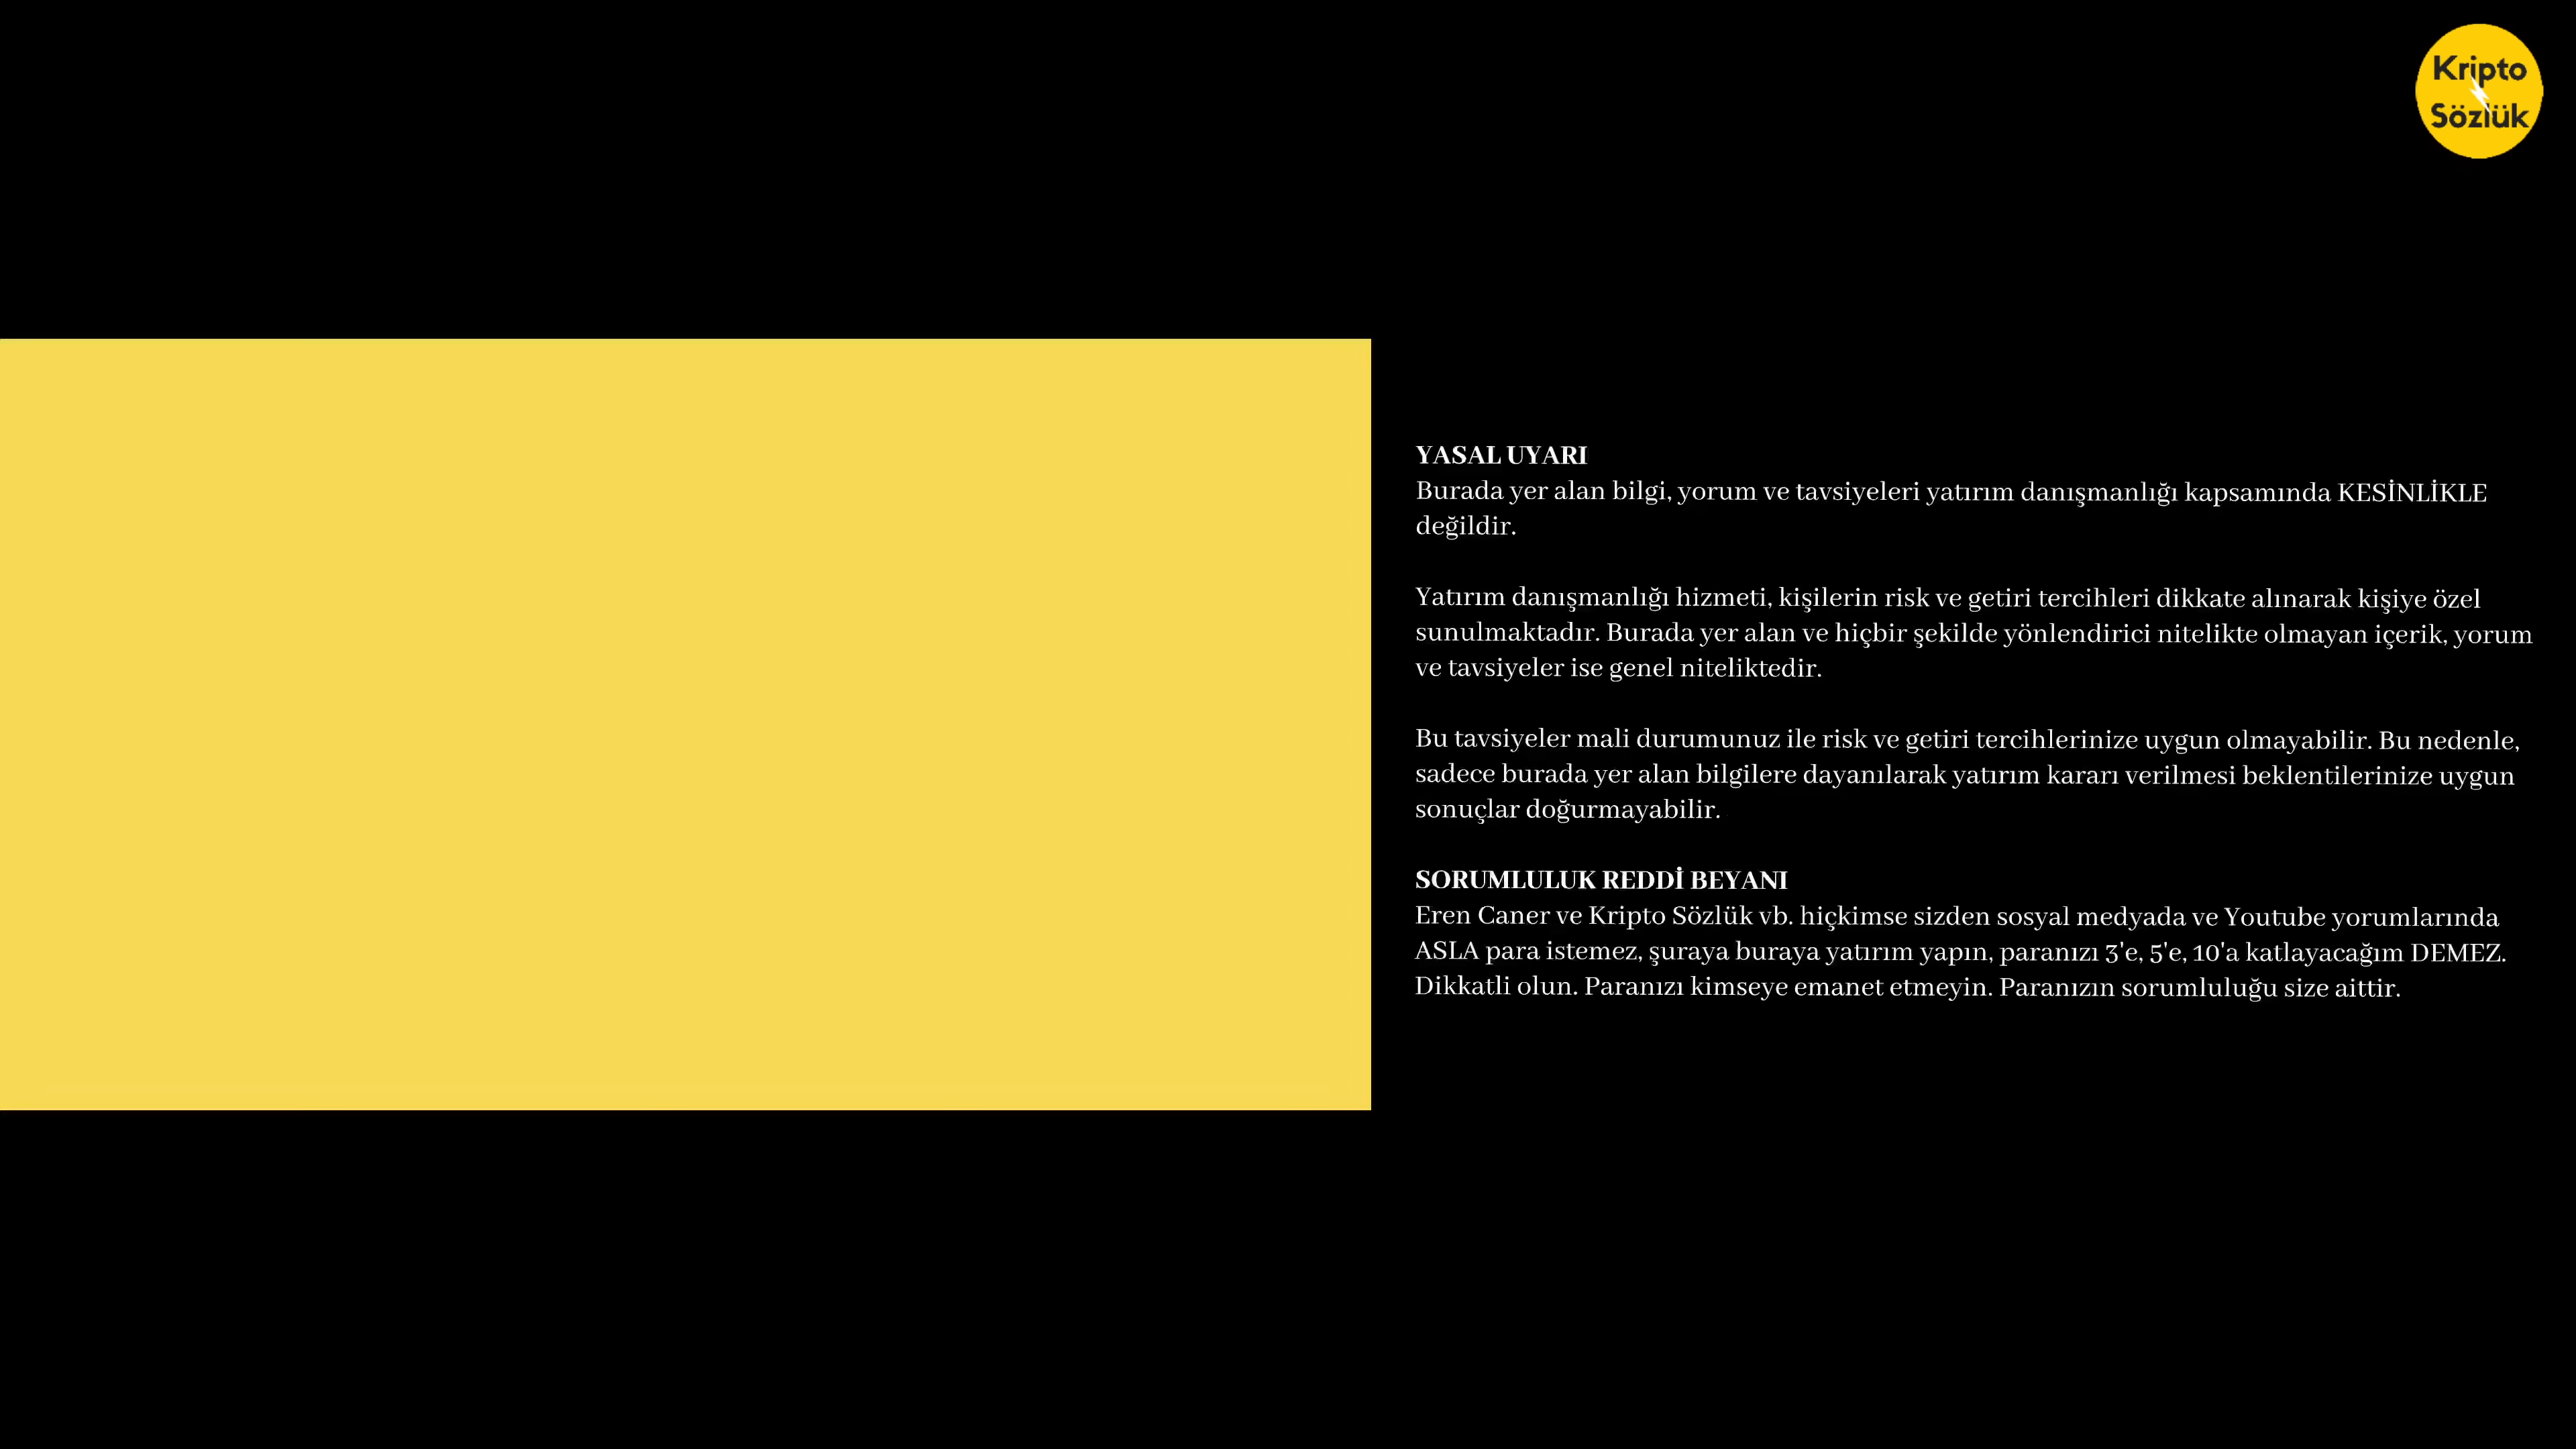 Kripto
Sözlük
YASAL UYARI
Burada yer alan bilgi, yorum ve tavsiyeleri yatırım danışmanlığı kapsamında KESİNLİKLE
değildir.
Yatırım danışmanlığı hizmeti, kişilerin risk ve getiri tercihleri dikkate alınarak kişiye özel
sunulmaktadır. Burada yer alan ve hiçbir şekilde yönlendirici nitelikte olmayan içerik, yorum
ve tavsiyeler ise genel niteliktedir.
Bu tavsiyeler mali durumunuz ile risk ve getiri tercihlerinize uygun olmayabilir. Bu nedenle,
sadece burada yer alan bilgilere dayanılarak yatırım kararı verilmesi beklentilerinize uygun
sonuçlar doğurmayabilir.
SORUMLULUK REDDİ BEYANI
Eren Caner ve Kripto Sözlük vb. hiçkimse sizden sosyal medyada ve Youtube yorumlarında
ASLA para istemez, şuraya buraya yatırım yapın, paranızı 3'e, 5'e, 10'a katlayacağım DEMEZ.
Dikkatli olun. Paranızı kimseye emanet etmeyin. Paranızın sorumluluğu size aittir.